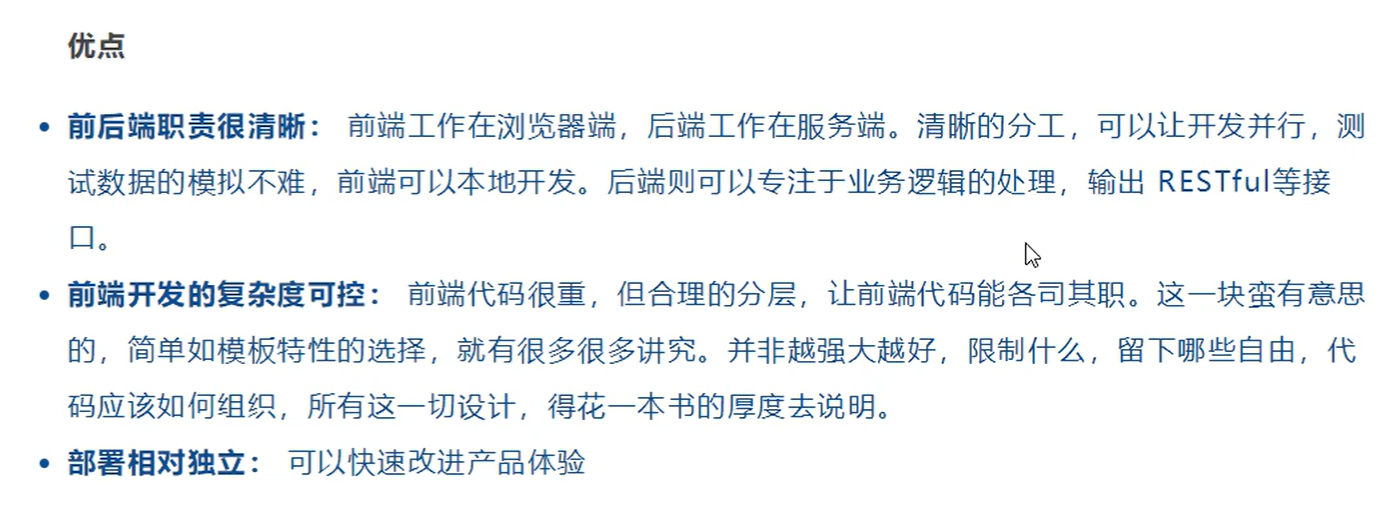 优点
前后端职责很清晰： 前端工作在浏览器端，后端工作在服务端。清晰的分工，可以让开发并行，测
试数据的模拟不难，前端可以本地开发。后端则可以专注于业务逻辑的处理，输出 RESTful等接
口。
前端开发的复杂度可控： 前端代码很重，但合理的分层，让前端代码能各司其职。这一块蛮有意思
的，简单如模板特性的选择，就有很多很多讲究。并非越强大越好，限制什么，留下哪些自由，代
码应该如何组织，所有这一切设计，得花一本书的厚度去说明。
部署相对独立： 可以快速改进产品体验